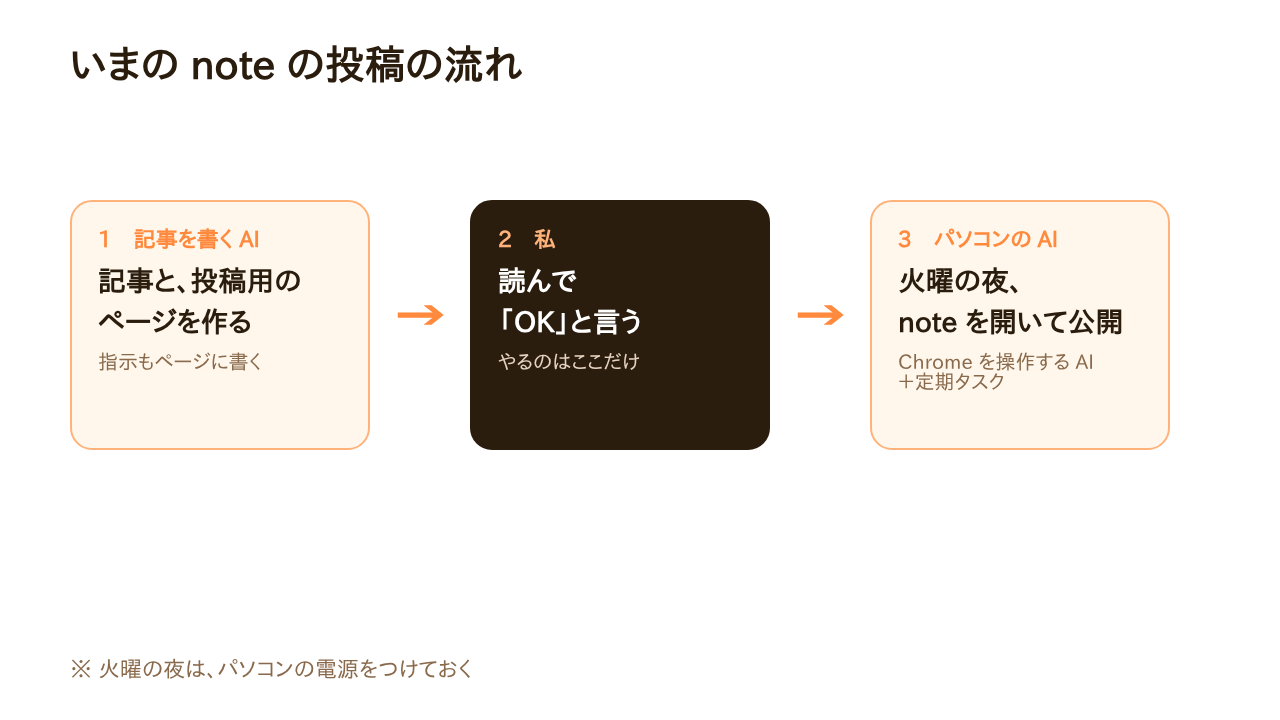 いまの note の投稿の流れ
1　記事を書く AI
記事と、投稿用の
ページを作る
指示もページに書く
→
2　私
読んで
「OK」と言う
やるのはここだけ
→
3　パソコンの AI
火曜の夜、
note を開いて公開
Chrome を操作する AI
＋定期タスク
※ 火曜の夜は、パソコンの電源をつけておく